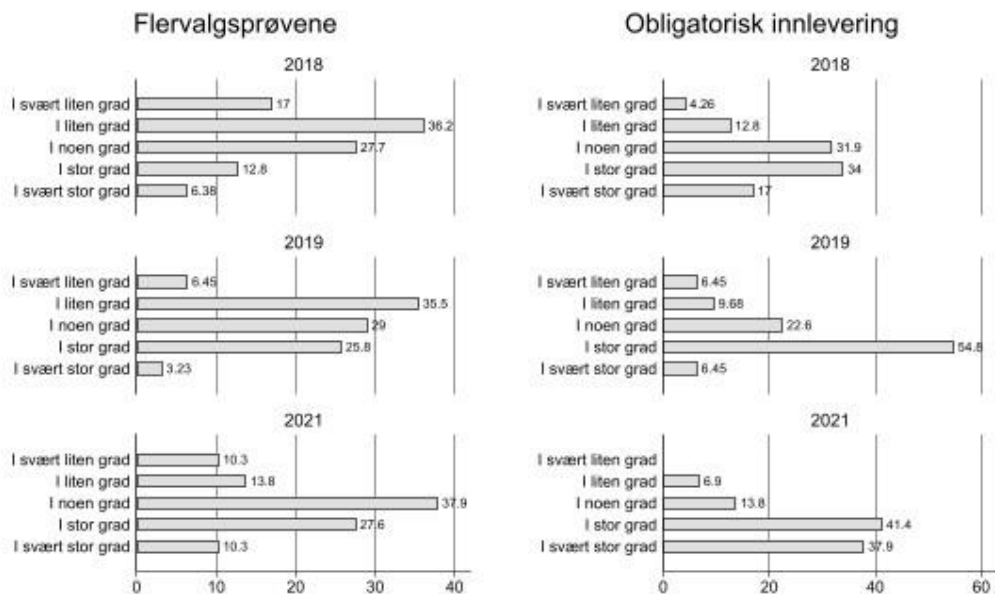 Flervalgsprøvene
2018
I svært liten grad 17
I liten grad 36.2
I noen grad 27.7
I stor grad 12.8
I svært stor grad 6.38
2019
I svært liten grad 6.45
I liten grad 35.5
I noen grad 29
I stor grad 25.8
I svært stor grad 3.23
2021
I svært liten grad 10.3
I liten grad 13.8
I noen grad 37.9
I stor grad 27.6
I svært stor grad 10.3
0 10 20 30 40
Obligatorisk innlevering
2018
I svært liten grad 4.26
I liten grad 12.8
I noen grad 31.9
I stor grad 34
I svært stor grad 17
2019
I svært liten grad 6.45
I liten grad 9.68
I noen grad 22.6
I stor grad 54.8
I svært stor grad 6.45
2021
I svært liten grad
I liten grad 6.9
I noen grad 13.8
I stor grad 41.4
I svært stor grad 37.9
0 20 40 60